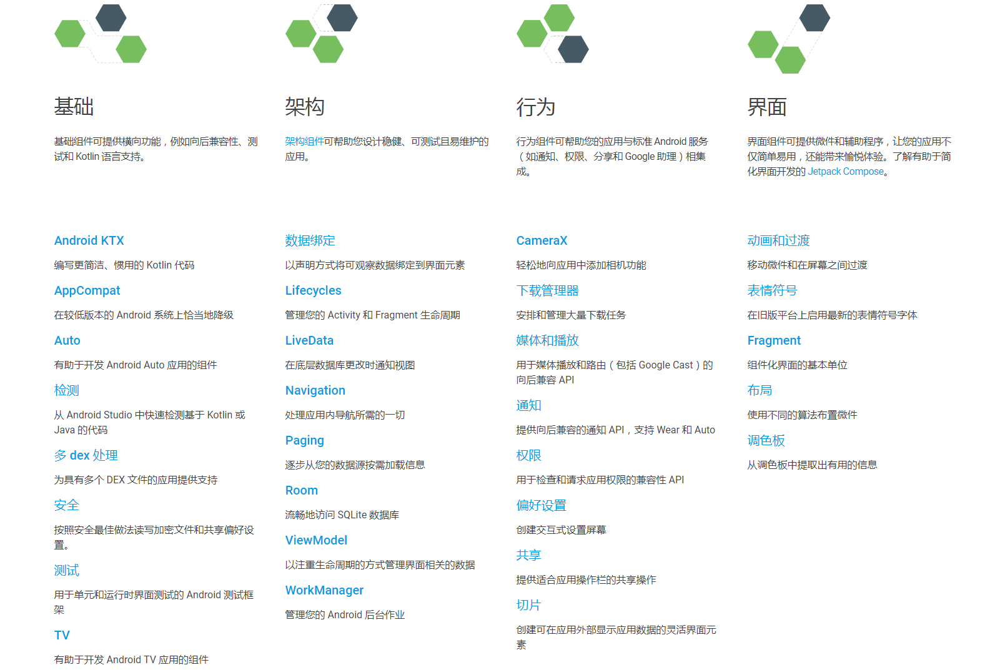 基础
基础组件可提供横向功能，例如向后兼容性、测
试和 Kotlin 语言支持。
Android KTX
编写更简洁、惯用的 Kotlin 代码
AppCompat
在较低版本的 Android 系统上恰当地降级
Auto
有助于开发 Android Auto 应用的组件
检测
从 Android Studio 中快速检测基于 Kotlin 或
Java 的代码
多 dex 处理
为具有多个 DEX 文件的应用提供支持
安全
按照安全最佳做法读写加密文件和共享偏好设
置。
测试
用于单元和运行时界面测试的 Android 测试框
架
TV
有助于开发 Android TV 应用的组件
架构
架构组件可帮助您设计稳健、可测试且易维护的
应用。
数据绑定
以声明方式将可观察数据绑定到界面元素
Lifecycles
管理您的 Activity 和 Fragment 生命周期
LiveData
在底层数据库更改时通知视图
Navigation
处理应用内导航所需的一切
Paging
逐步从您的数据源按需加载信息
Room
流畅地访问 SQLite 数据库
ViewModel
以注重生命周期的方式管理界面相关的数据
WorkManager
管理您的 Android 后台作业
行为
行为组件可帮助您的应用与标准 Android 服务
（如通知、权限、分享和 Google 助理）相集
成。
CameraX
轻松地向应用中添加相机功能
下载管理器
安排和管理大量下载任务
媒体和播放
用于媒体播放和路由（包括 Google Cast）的
向后兼容 API
通知
提供向后兼容的通知 API，支持 Wear 和 Auto
权限
用于检查和请求应用权限的兼容性 API
偏好设置
创建交互式设置屏幕
共享
提供适合应用操作栏的共享操作
切片
创建可在应用外部显示应用数据的灵活界面元
素
界面
界面组件可提供微件和辅助程序，让您的应用不
仅简单易用，还能带来愉悦体验。了解有助于简
化界面开发的 Jetpack Compose。
动画和过渡
移动微件和在屏幕之间过渡
表情符号
在旧版平台上启用最新的表情符号字体
Fragment
组件化界面的基本单位
布局
使用不同的算法布置微件
调色板
从调色板中提取出有用的信息